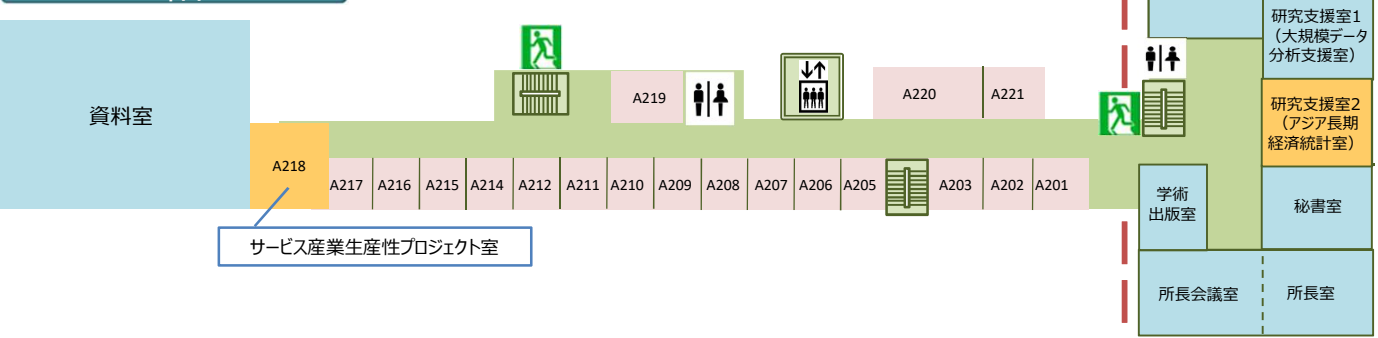 研究支援室1
（大規模データ
分析支援室）
資料室
A219
A220
A221
研究支援室2
（アジア長期
経済統計室）
A218
A217
A216
A215
A214
A212
A211
A210
A209
A208
A207
A206
A205
A203
A202
A201
学術
出版室
秘書室
サービス産業生産性プロジェクト室
所長会議室
所長室